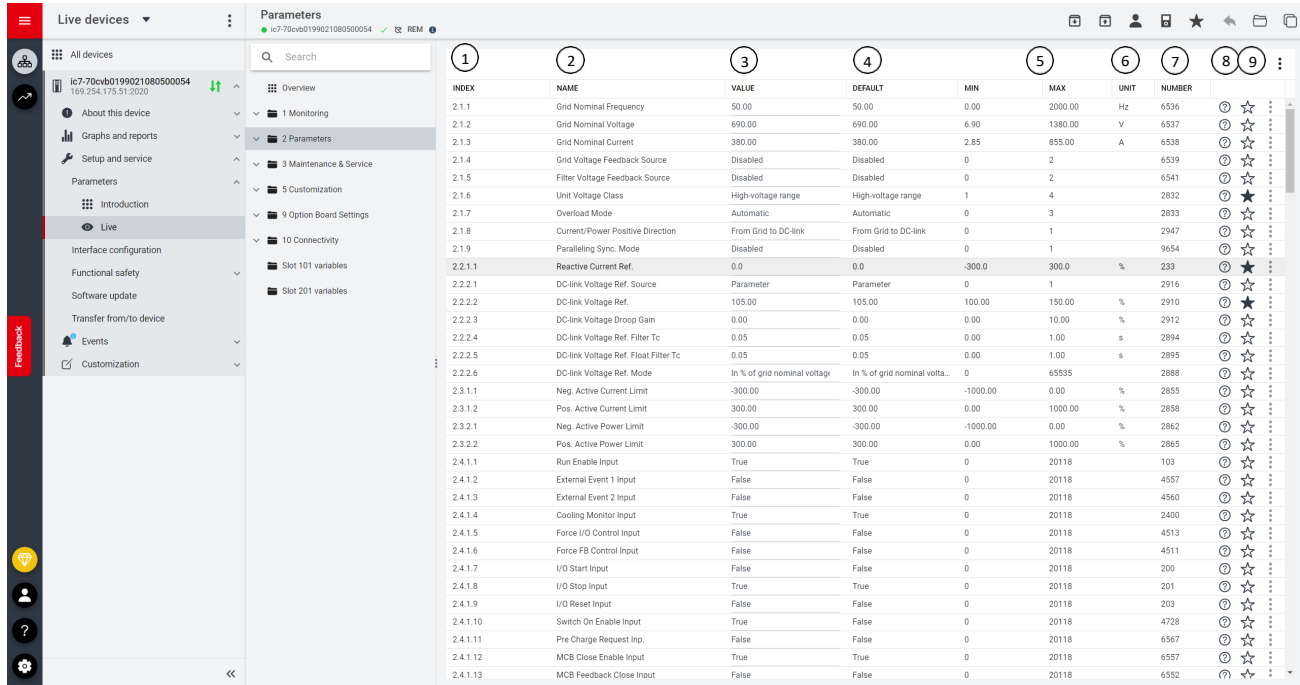 Live devices
Parameters
ic7-70cvb0199021080500054 REM
All devices
ic7-70cvb0199021080500054
169.254.175.51:2020
About this device
Graphs and reports
Setup and service
Parameters
Introduction
Live
Interface configuration
Functional safety
Software update
Transfer from/to device
Events
Customization
Feedback
Search
Overview
1 Monitoring
2 Parameters
3 Maintenance & Service
5 Customization
9 Option Board Settings
10 Connectivity
Slot 101 variables
Slot 201 variables
1 2 3 4 5 6 7 8 9
INDEX NAME VALUE DEFAULT MIN MAX UNIT NUMBER
2.1.1 Grid Nominal Frequency 50.00 50.00 0.00 2000.00 Hz 6536
2.1.2 Grid Nominal Voltage 690.00 690.00 6.90 1380.00 V 6537
2.1.3 Grid Nominal Current 380.00 380.00 2.85 855.00 A 6538
2.1.4 Grid Voltage Feedback Source Disabled Disabled 0 2 6539
2.1.5 Filter Voltage Feedback Source Disabled Disabled 0 2 6541
2.1.6 Unit Voltage Class High-voltage range High-voltage range 1 4 2832
2.1.7 Overload Mode Automatic Automatic 0 3 2833
2.1.8 Current/Power Positive Direction From Grid to DC-link From Grid to DC-link 0 1 2947
2.1.9 Paralleling Sync. Mode Disabled Disabled 0 1 9654
2.2.1.1 Reactive Current Ref. 0.0 0.0 -300.0 300.0 % 233
2.2.2.1 DC-link Voltage Ref. Source Parameter Parameter 0 1 2916
2.2.2.2 DC-link Voltage Ref. 105.00 105.00 100.00 150.00 % 2910
2.2.2.3 DC-link Voltage Droop Gain 0.00 0.00 0.00 10.00 % 2912
2.2.2.4 DC-link Voltage Ref. Filter Tc 0.05 0.05 0.00 1.00 s 2894
2.2.2.5 DC-link Voltage Ref. Float Filter Tc 0.05 0.05 0.00 1.00 s 2895
2.2.2.6 DC-link Voltage Ref. Mode In % of grid nominal voltage In % of grid nominal volta... 0 65535 2888
2.3.1.1 Neg. Active Current Limit -300.00 -300.00 -1000.00 0.00 % 2855
2.3.1.2 Pos. Active Current Limit 300.00 300.00 0.00 1000.00 % 2858
2.3.2.1 Neg. Active Power Limit -300.00 -300.00 -1000.00 0.00 % 2862
2.3.2.2 Pos. Active Power Limit 300.00 300.00 0.00 1000.00 % 2865
2.4.1.1 Run Enable Input True True 0 20118 103
2.4.1.2 External Event 1 Input False False 0 20118 4557
2.4.1.3 External Event 2 Input False False 0 20118 4560
2.4.1.4 Cooling Monitor Input True True 0 20118 2400
2.4.1.5 Force I/O Control Input False False 0 20118 4513
2.4.1.6 Force FB Control Input False False 0 20118 4511
2.4.1.7 I/O Start Input False False 0 20118 200
2.4.1.8 I/O Stop Input True True 0 20118 201
2.4.1.9 I/O Reset Input False False 0 20118 203
2.4.1.10 Switch On Enable Input True False 0 20118 4728
2.4.1.11 Pre Charge Request Inp. False False 0 20118 6567
2.4.1.12 MCB Close Enable Input True True 0 20118 6557
2.4.1.13 MCB Feedback Close Input False False 0 20118 6552